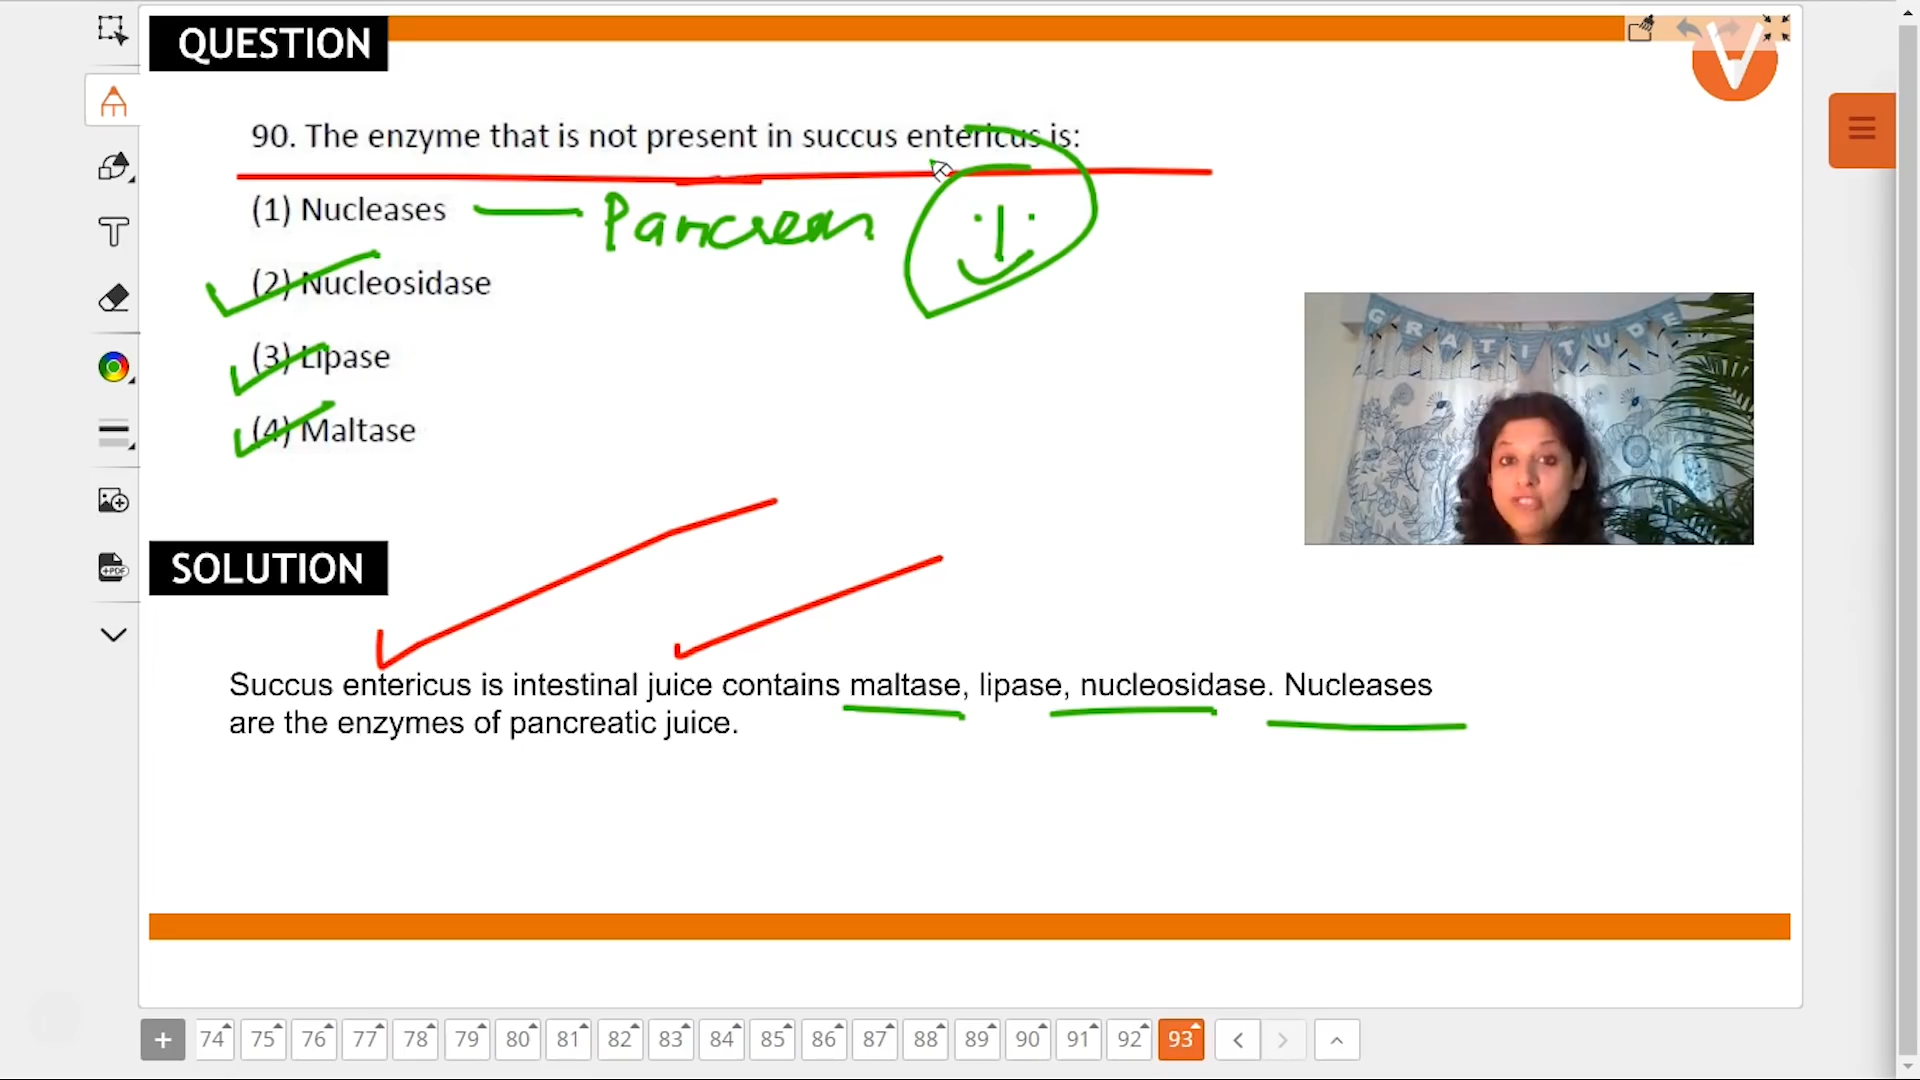 QUESTION
90. The enzyme that is not present in succus entericus is:
(1) Nucleases
Pancreas
(2) Nucleosidase
(3) Lipase
(4) Maltase
GRATITUDE
SOLUTION
Succus entericus is intestinal juice contains maltase, lipase, nucleosidase. Nucleases
are the enzymes of pancreatic juice.
+PDF
74 75 76 77 78 79 80 81 82 83 84 85 86 87 88 89 90 91 92 93